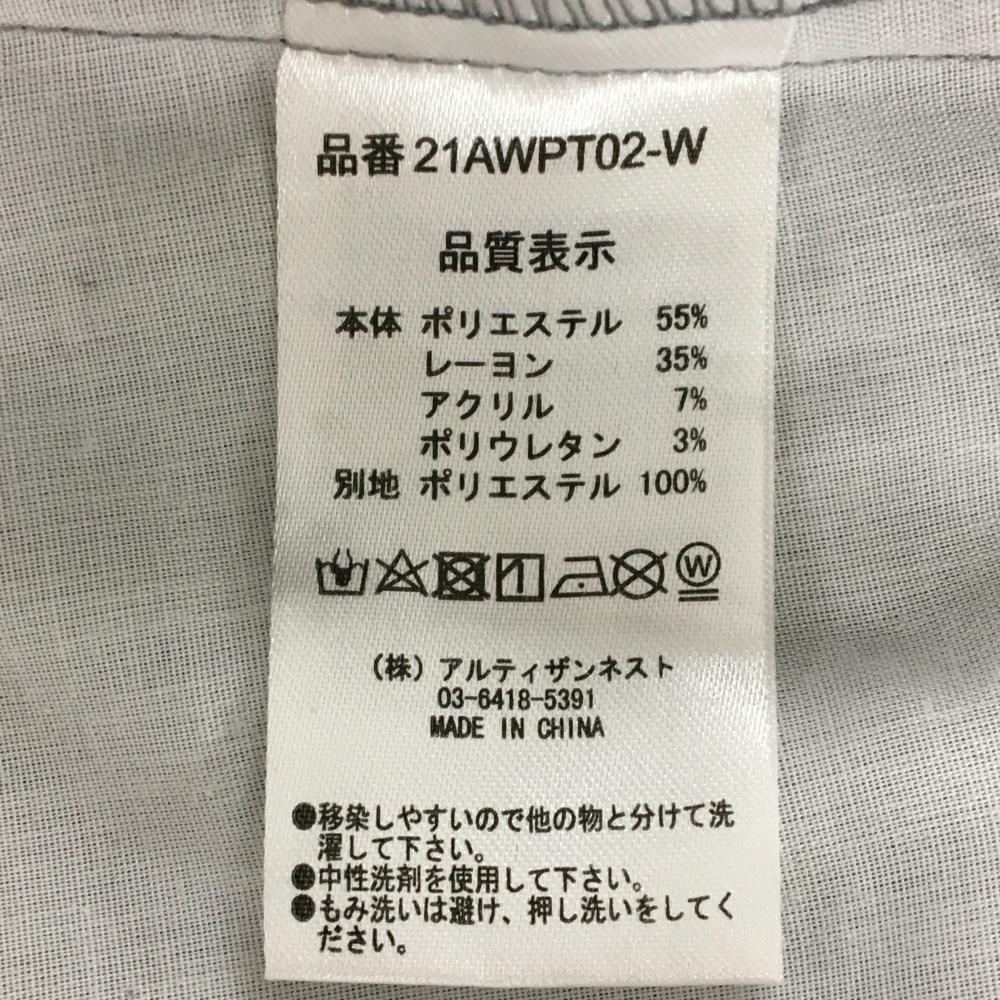 品番 21AWPT02-W
品質表示
本体 ポリエステル 55%
レーヨン 35%
アクリル 7%
ポリウレタン 3%
別地 ポリエステル 100%
W
(株) アルティザンネスト
03-6418-5391
MADE IN CHINA
●移染しやすいので他の物と分けて洗
濯して下さい。
●中性洗剤を使用して下さい。
●もみ洗いは避け、押し洗いをしてく
ださい。